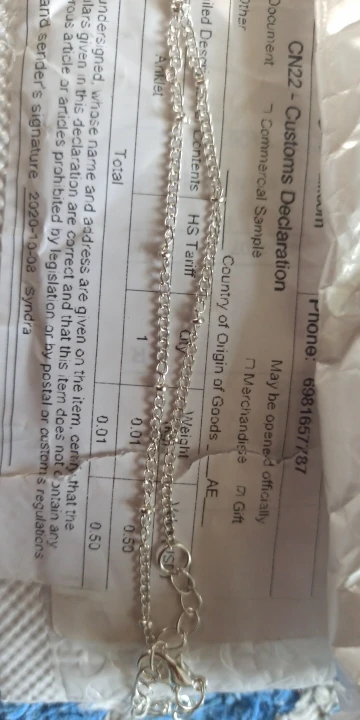 Phone: 6981657787
CN22 - Customs Declaration
May be opened officially
Document
Commercial Sample
Merchandise
Gift
Other
Country of Origin of Goods
AE
Contents
HS Tariff
Qty
Weight
Anklet
1
0.01
0.50
Total
0.01
0.50
undersigned, whose name and address are given on the item, certify that the
given in this declaration are correct and that this item does not contain any
article or articles prohibited by legislation or by postal or customs regulations
and sender's signature 2020-10-08 Syndra